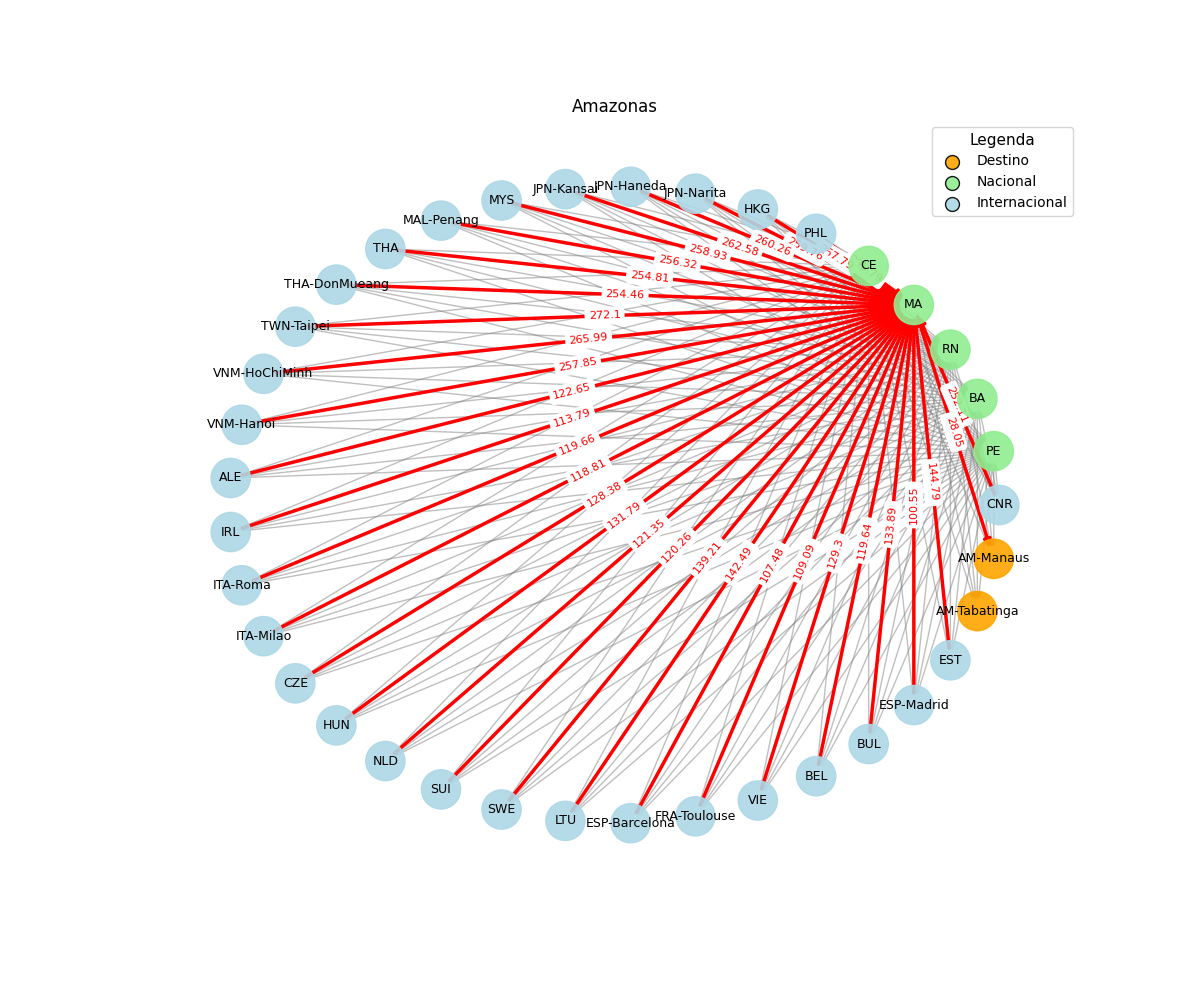 Amazonas
Legenda
Destino
Nacional
Internacional
JPN-Kansai
JPN-Haneda
JPN-Narita
MYS
HKG
MAL-Penang
PHL
THA
CE
THA-DonMueang
MA
TWN-Taipei
RN
VNM-HoChiMinh
BA
VNM-Hanoi
PE
ALE
CNR
IRL
AM-Manaus
ITA-Roma
AM-Tabatinga
ITA-Milao
EST
CZE
ESP-Madrid
HUN
BUL
NLD
BEL
SUI
VIE
SWE
FRA-Toulouse
LTU
ESP-Barcelona
262.58
260.26
258.93
256.32
254.81
254.46
272.1
265.99
257.85
122.65
113.79
119.66
118.81
128.38
131.79
121.35
120.26
139.21
142.49
107.48
109.09
129.3
119.64
133.89
100.55
144.79
28.05